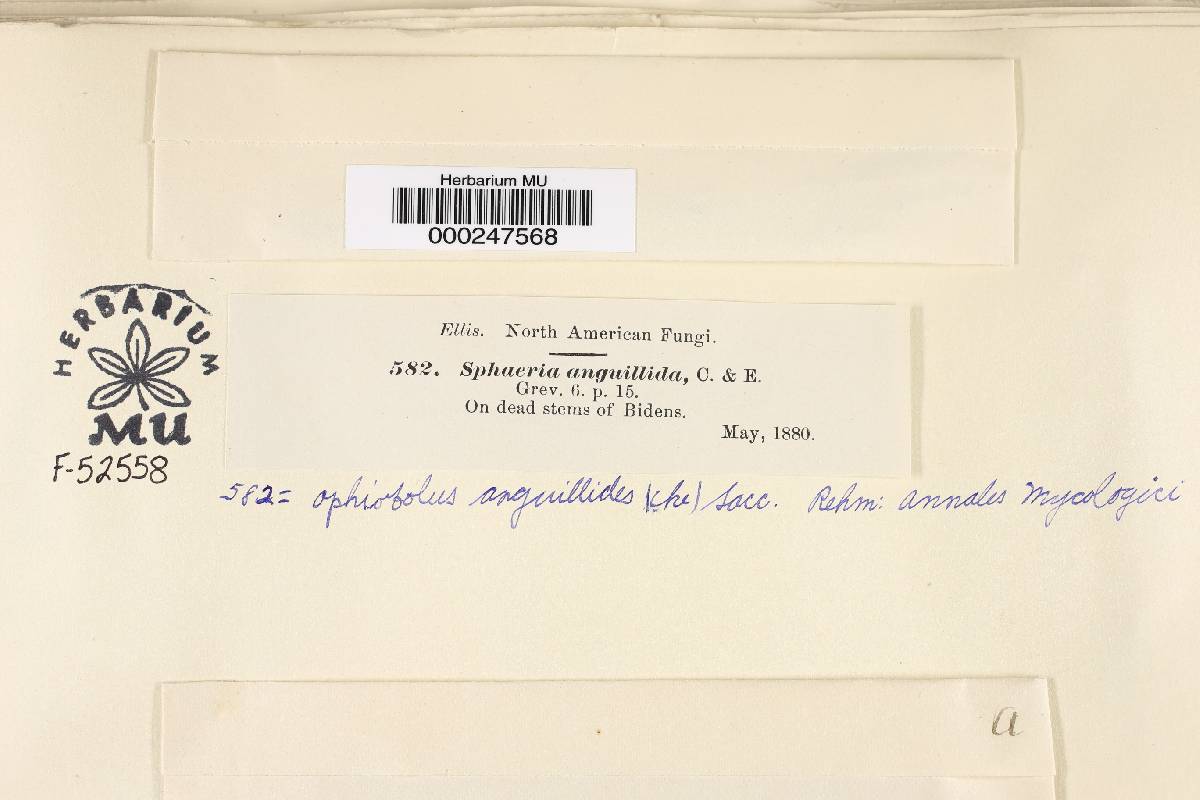 Herbarium MU
000247568
HERBARIUM
MU
F-52558
Ellis. North American Fungi.
582. Sphaeria anguillida, C. & E.
Grev. 6. p. 15.
On dead stems of Bidens.
May, 1880.
582 = ophiobolus anguillides (c&e) Sacc. Rehm: annales mycologici
a